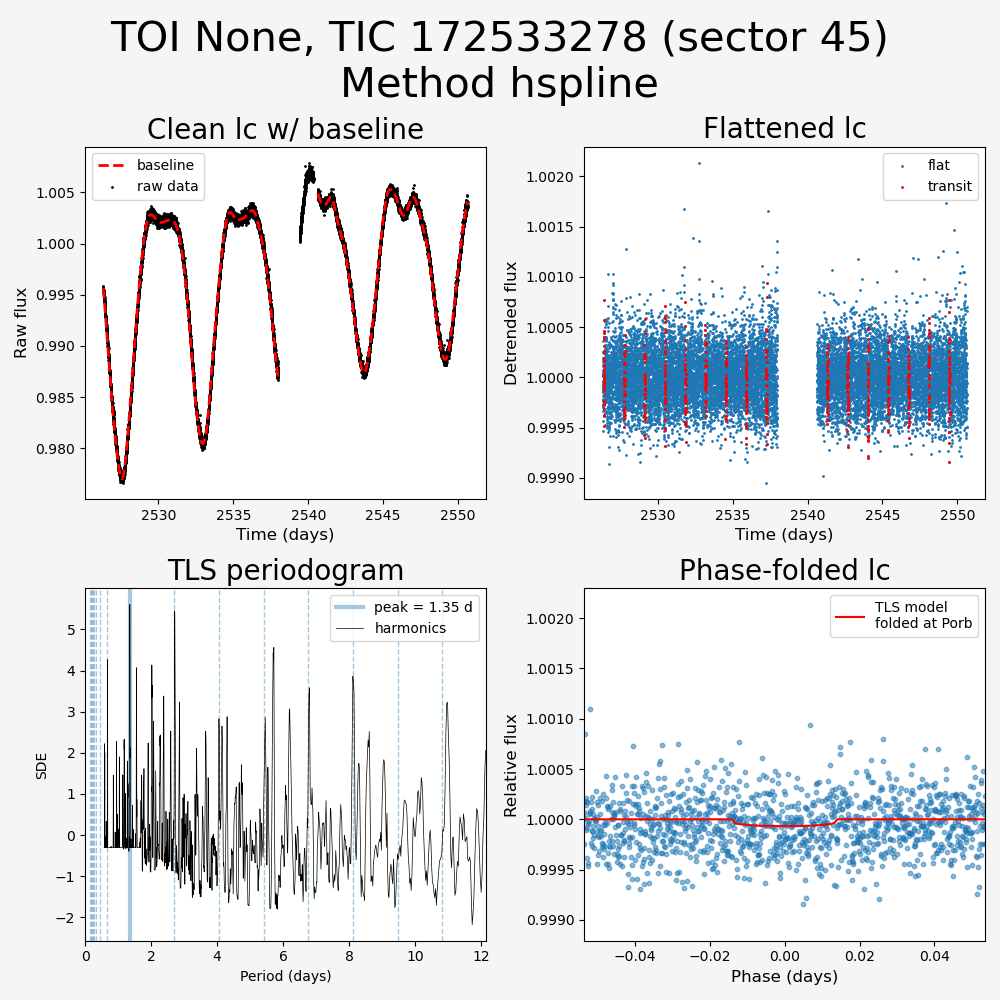 TOI None, TIC 172533278 (sector 45)
Method hspline
Clean lc w/ baseline
baseline
raw data
1.005
1.000
0.995
0.990
0.985
0.980
Raw flux
2530
2535
2540
2545
2550
Time (days)
Flattened lc
flat
transit
1.0020
1.0015
1.0010
1.0005
1.0000
0.9995
0.9990
Detrended flux
2530
2535
2540
2545
2550
Time (days)
TLS periodogram
peak = 1.35 d
harmonics
5
4
3
2
1
0
−1
−2
SDE
0
2
4
6
8
10
12
Period (days)
Phase-folded lc
TLS model
folded at Porb
1.0020
1.0015
1.0010
1.0005
1.0000
0.9995
0.9990
Relative flux
−0.04
−0.02
0.00
0.02
0.04
Phase (days)